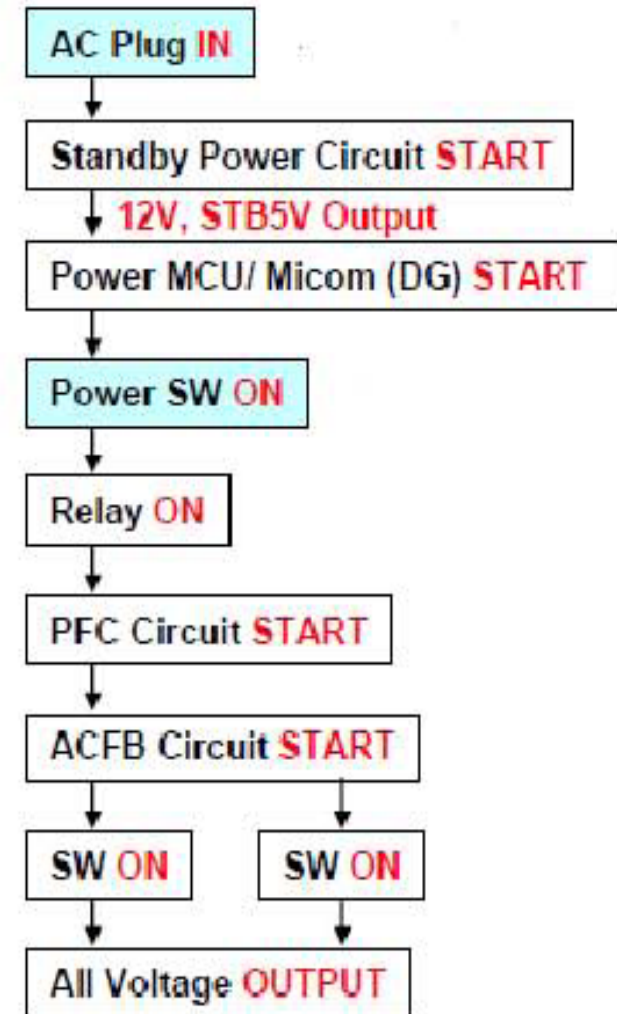 AC Plug IN
Standby Power Circuit START
12V, STB5V Output
Power MCU/ Micom (DG) START
Power SW ON
Relay ON
PFC Circuit START
ACFB Circuit START
SW ON SW ON
All Voltage OUTPUT